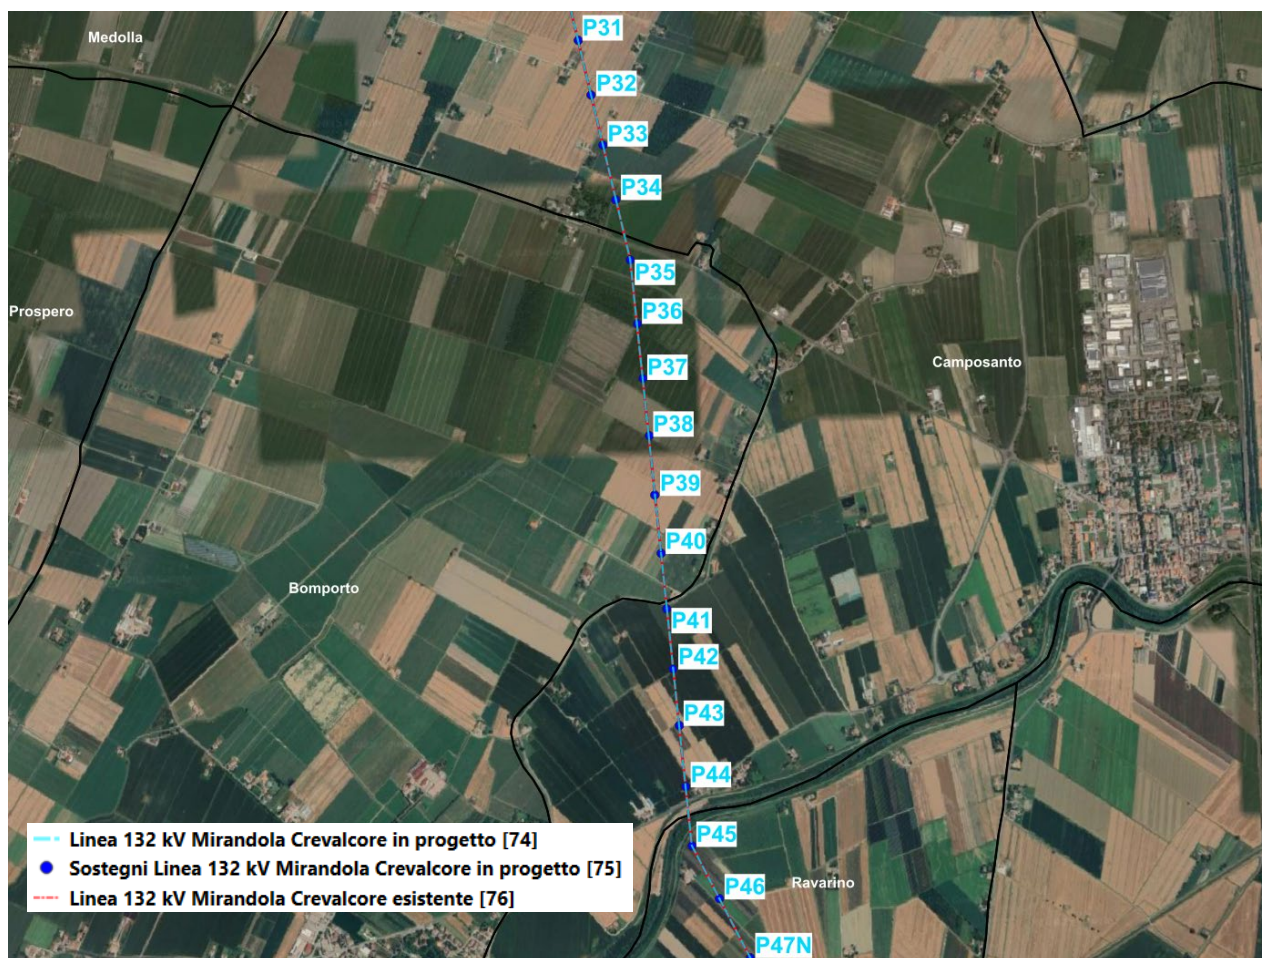 P31
Medolla
P32
P33
P34
P35
P36
Prospero
P37
Camposanto
P38
P39
P40
Bomporto
P41
P42
P43
P44
P45
P46
Ravarino
P47N
Linea 132 kV Mirandola Crevalcore in progetto [74]
Sostegni Linea 132 kV Mirandola Crevalcore in progetto [75]
Linea 132 kV Mirandola Crevalcore esistente [76]